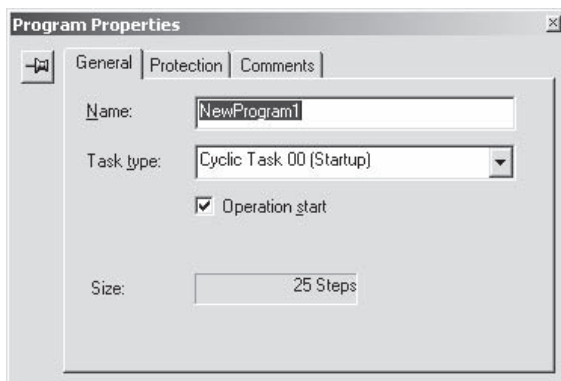 Program Properties
General Protection Comments
Name: NewProgram1
Task type: Cyclic Task 00 (Startup)
Operation start
Size: 25 Steps